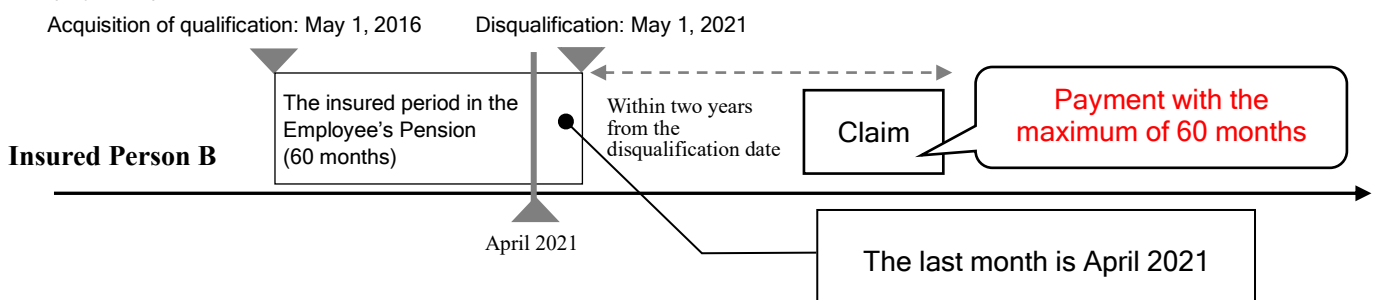 Acquisition of qualification: May 1, 2016
Disqualification: May 1, 2021
The insured period in the
Employee’s Pension
(60 months)
Within two years
from the
disqualification date
Claim
Payment with the
maximum of 60 months
Insured Person B
April 2021
The last month is April 2021